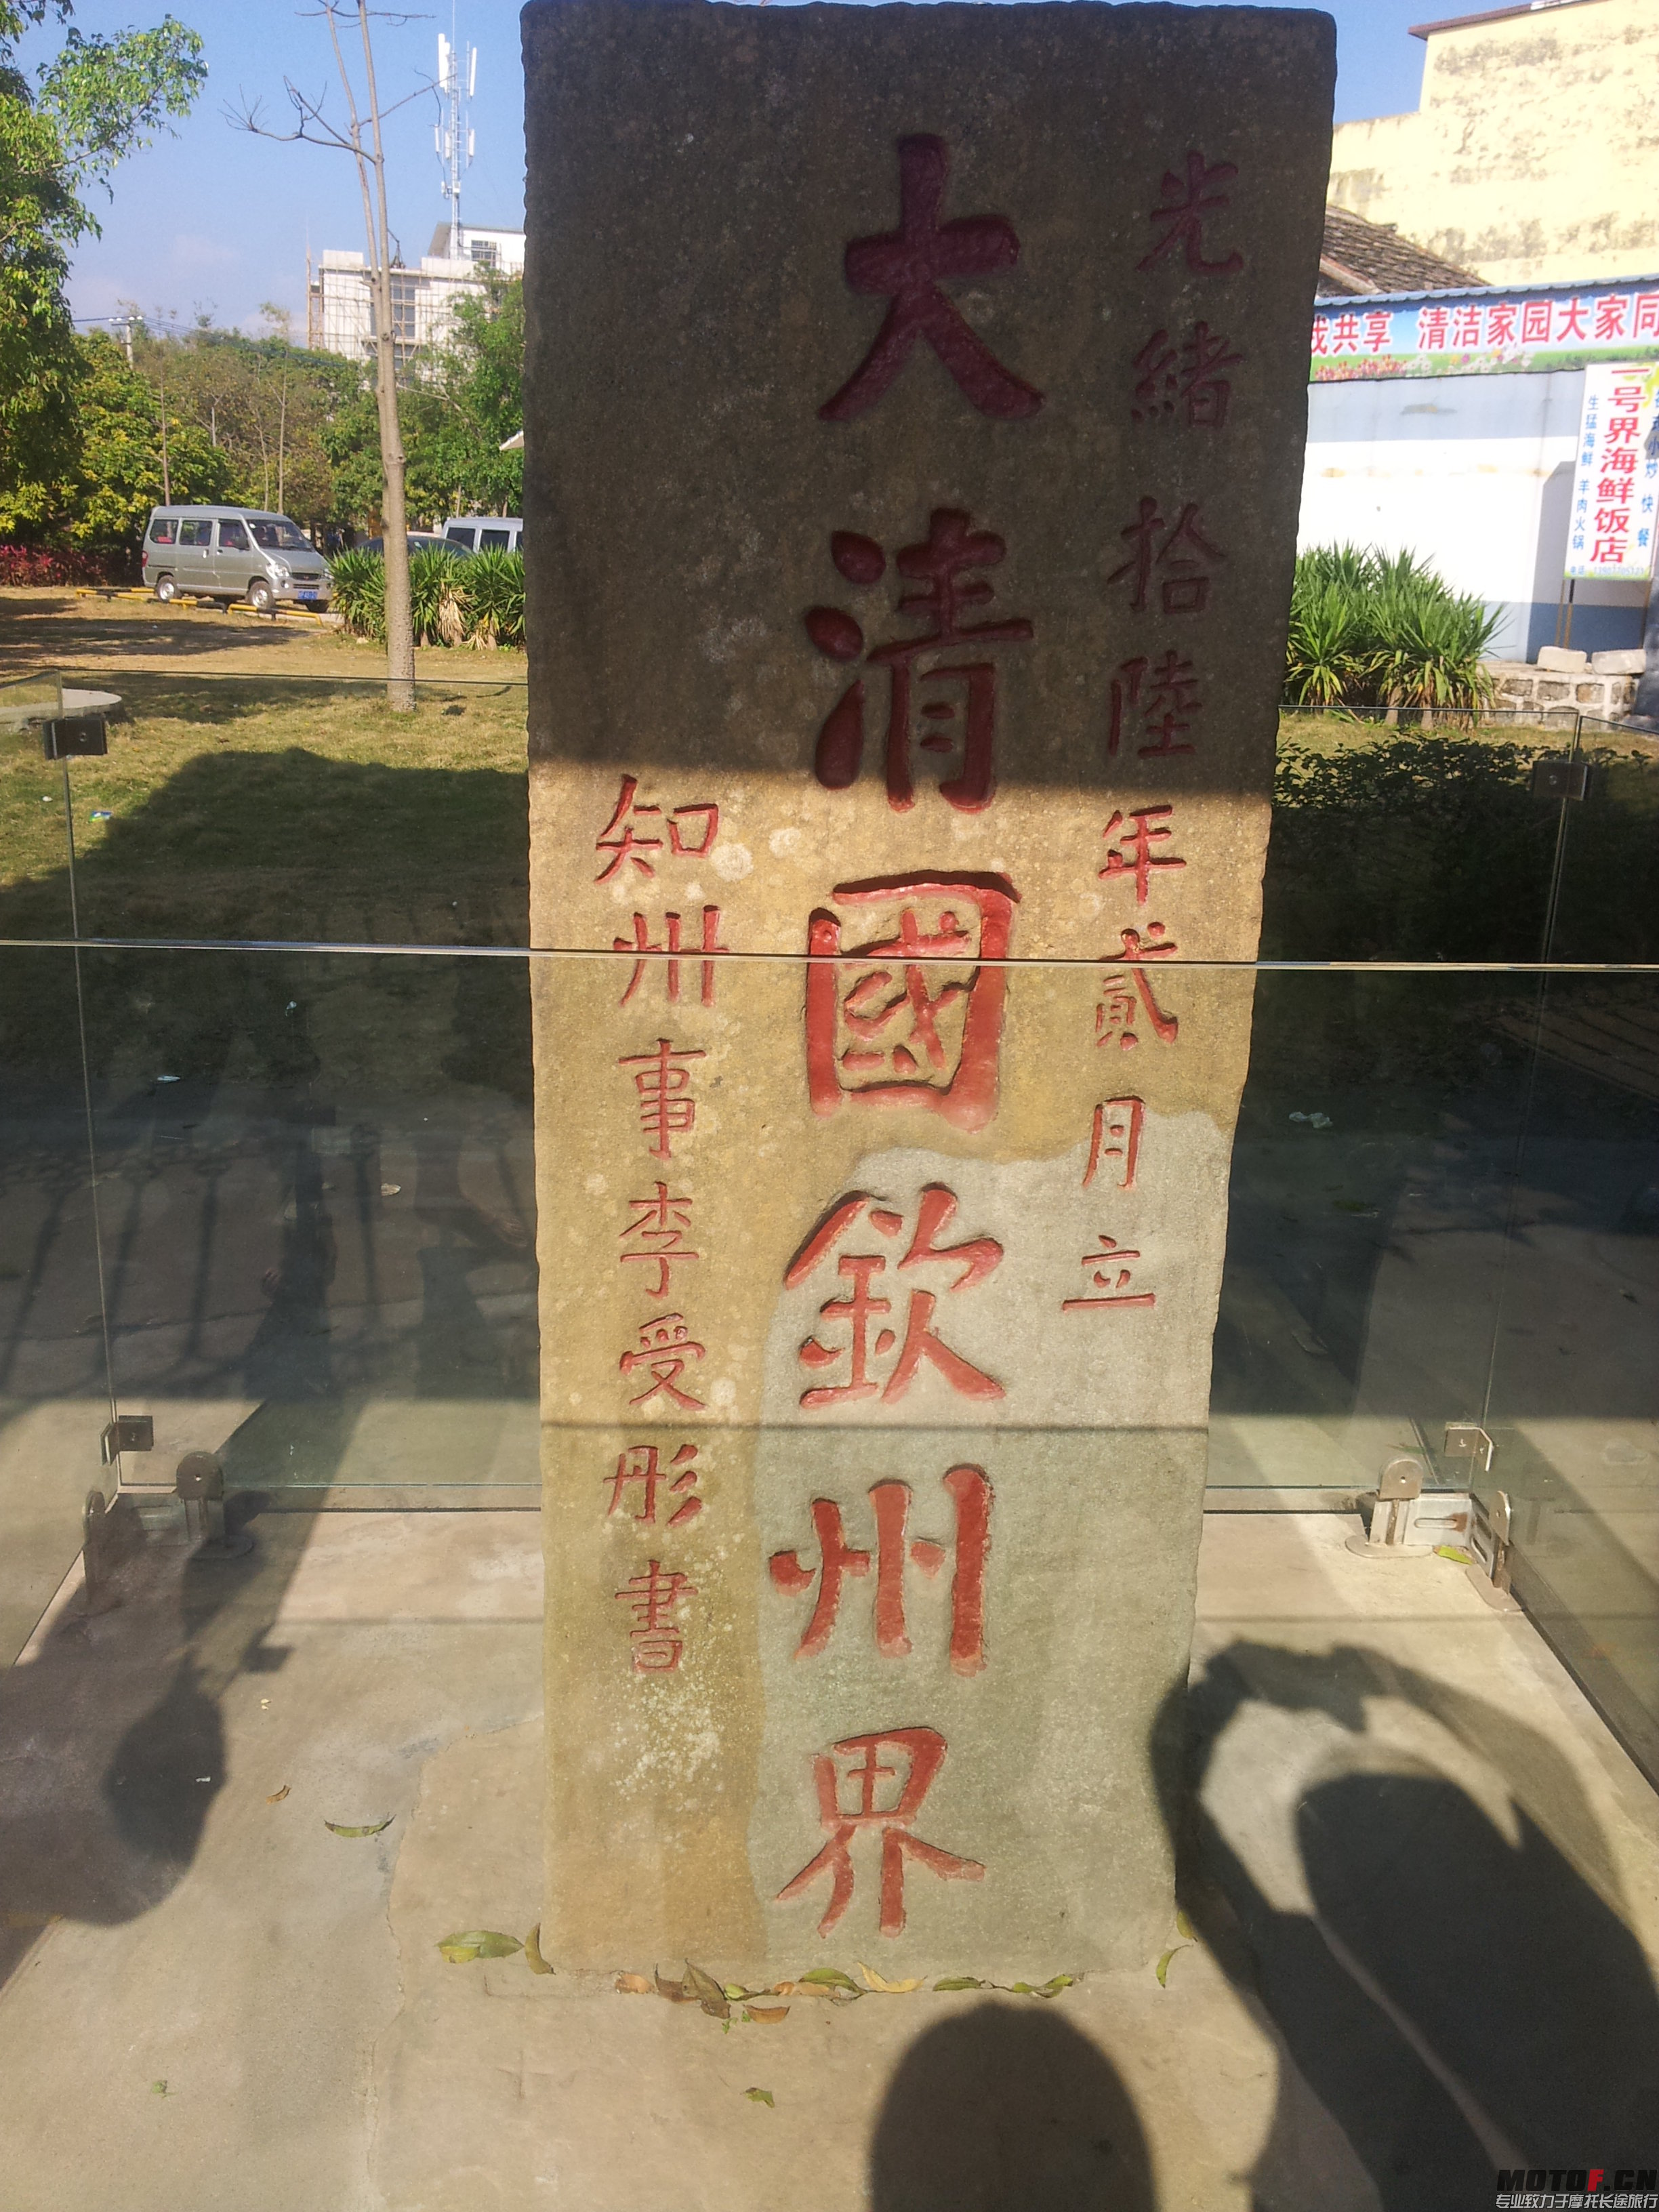 光緒拾陸年貳月立
大清國欽州界
知州事李受彤書
共享 清洁家园大家同
一号界海鲜饭店
生猛海鲜 羊肉火锅
小炒 快餐
MOTOF.CN
专业致力于摩托长途旅行